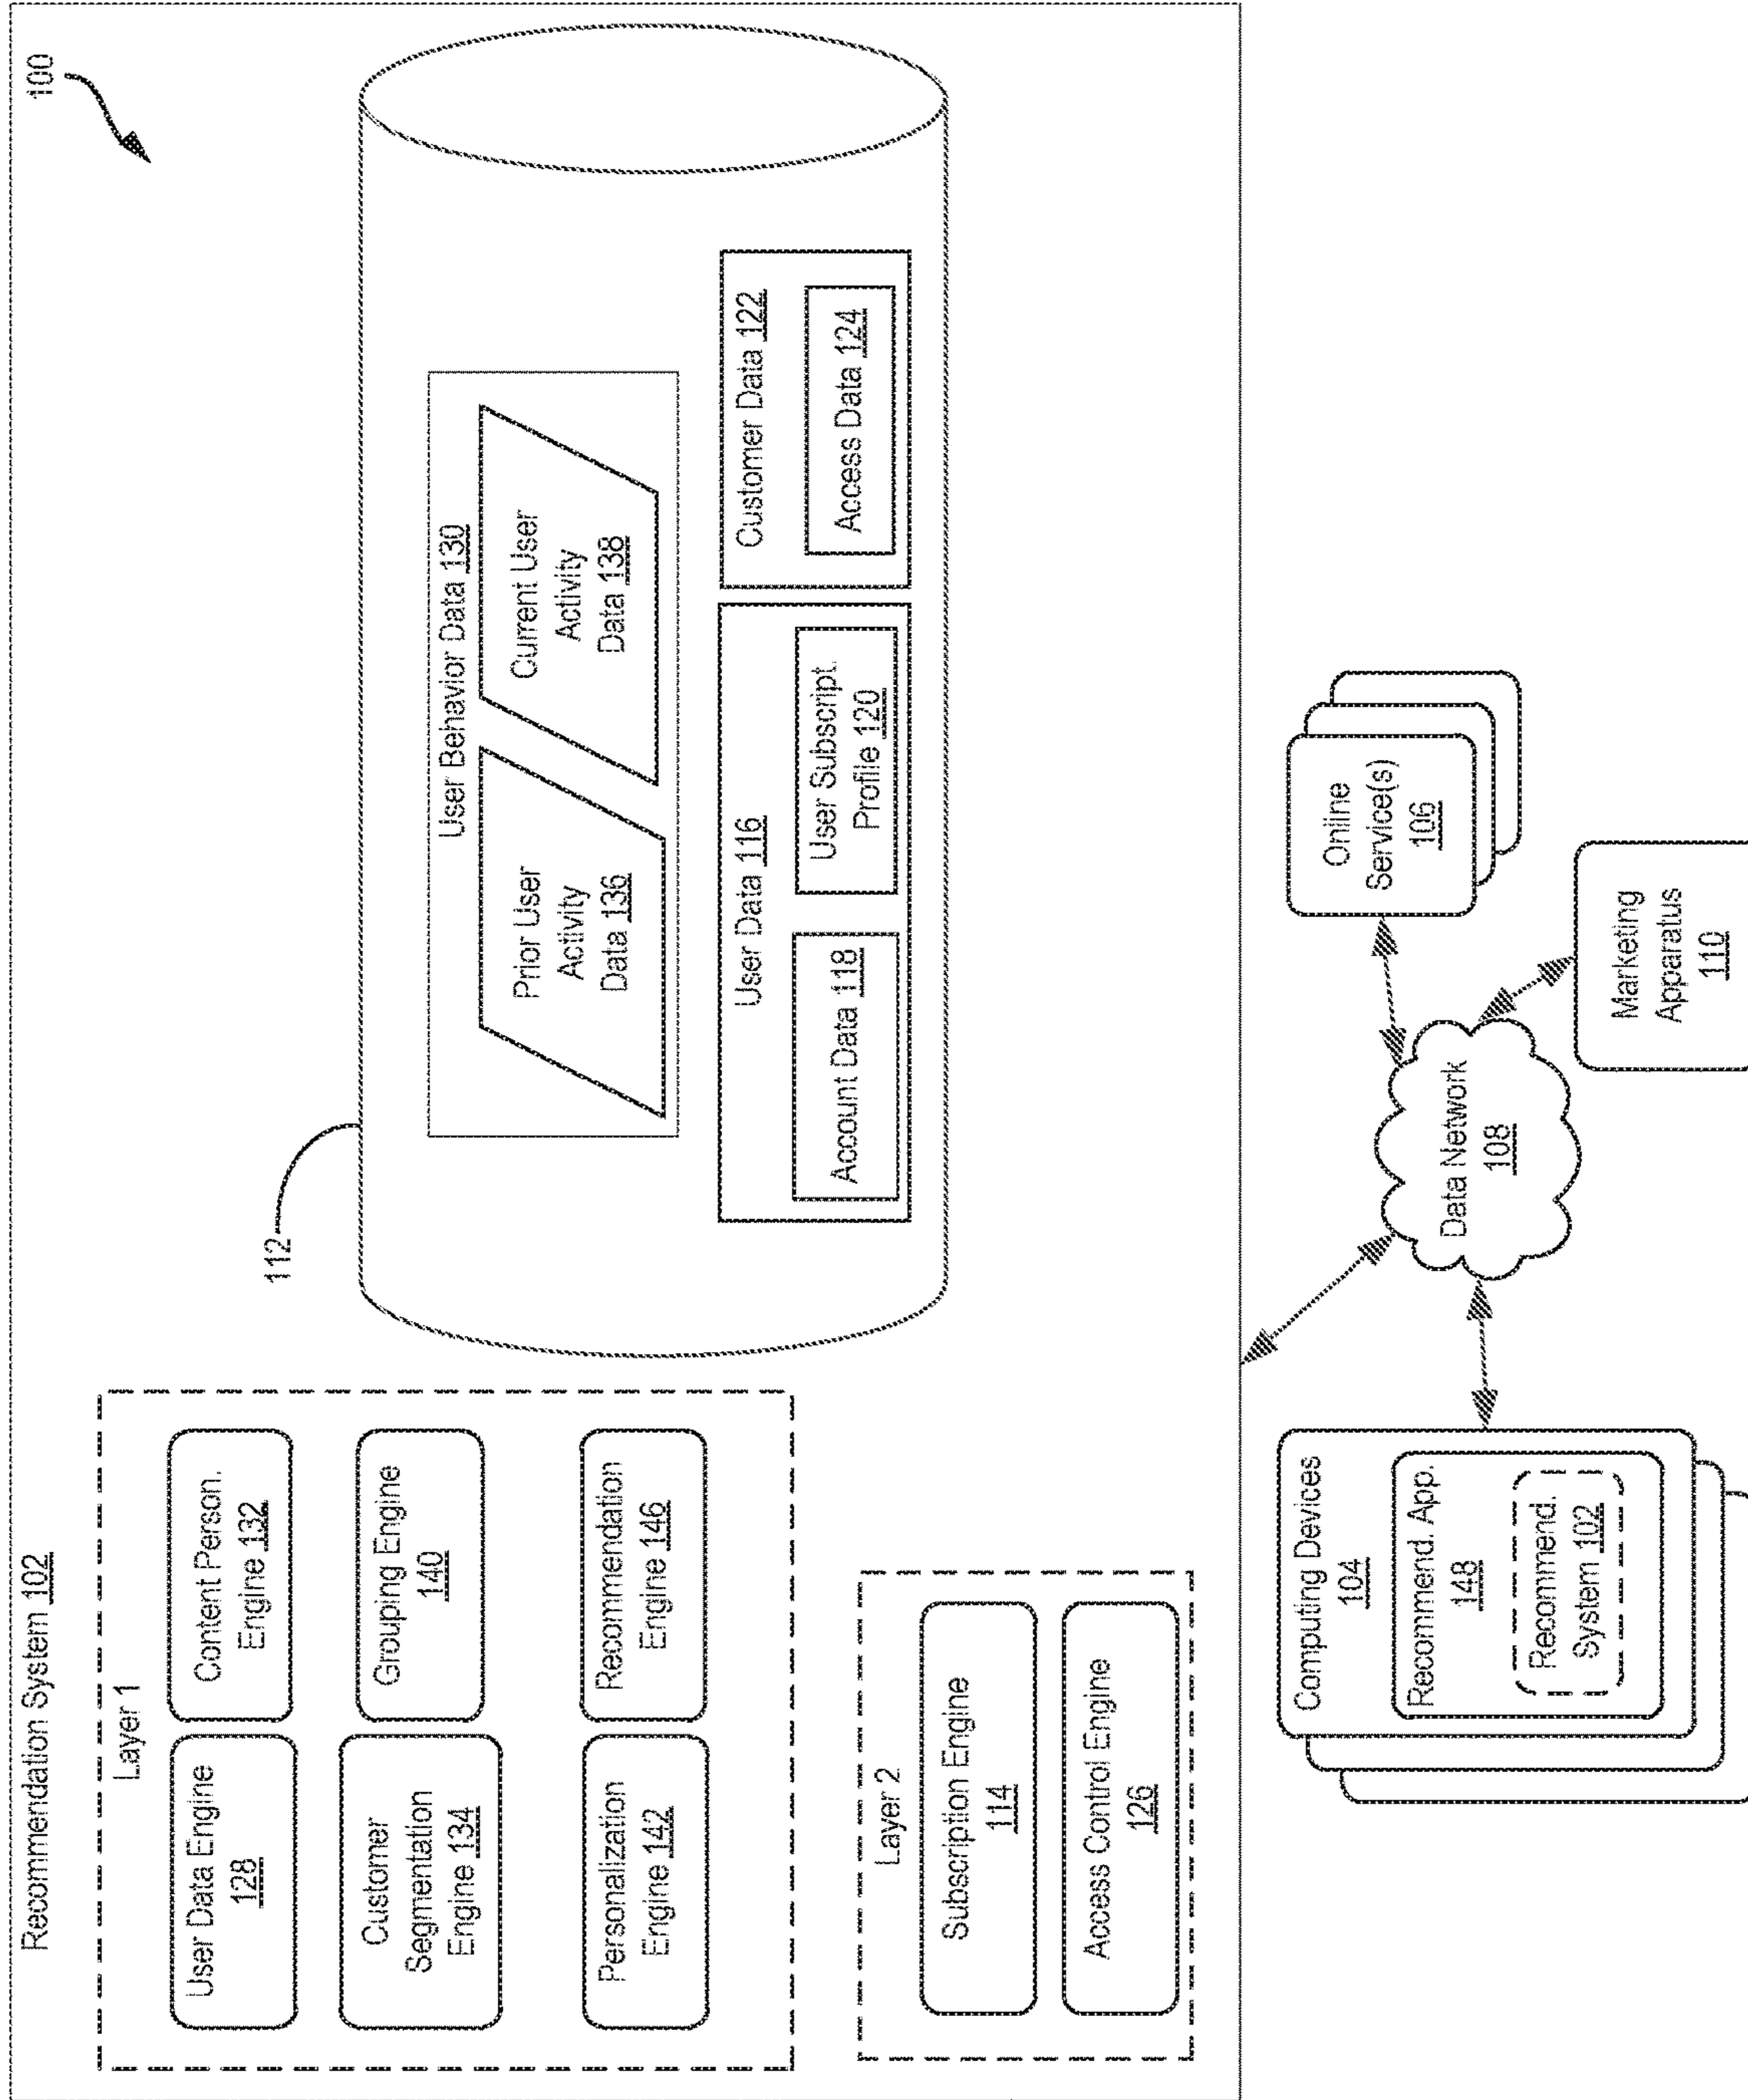 100
Recommendation System 102
Layer 1
User Data Engine
128
Content Person.
Engine 132
Customer
Segmentation
Engine 134
Grouping Engine
140
Personalization
Engine 142
Recommendation
Engine 146
Layer 2
Subscription Engine
114
Access Control Engine
126
112
User Behavior Data 130
Prior User
Activity
Data 136
Current User
Activity
Data 138
User Data 116
Account Data 118
User Subscript.
Profile 120
Customer Data 122
Access Data 124
Computing Devices
104
Recommend. App.
148
Recommend.
System 102
Data Network
108
Online
Service(s)
106
Marketing
Apparatus
110